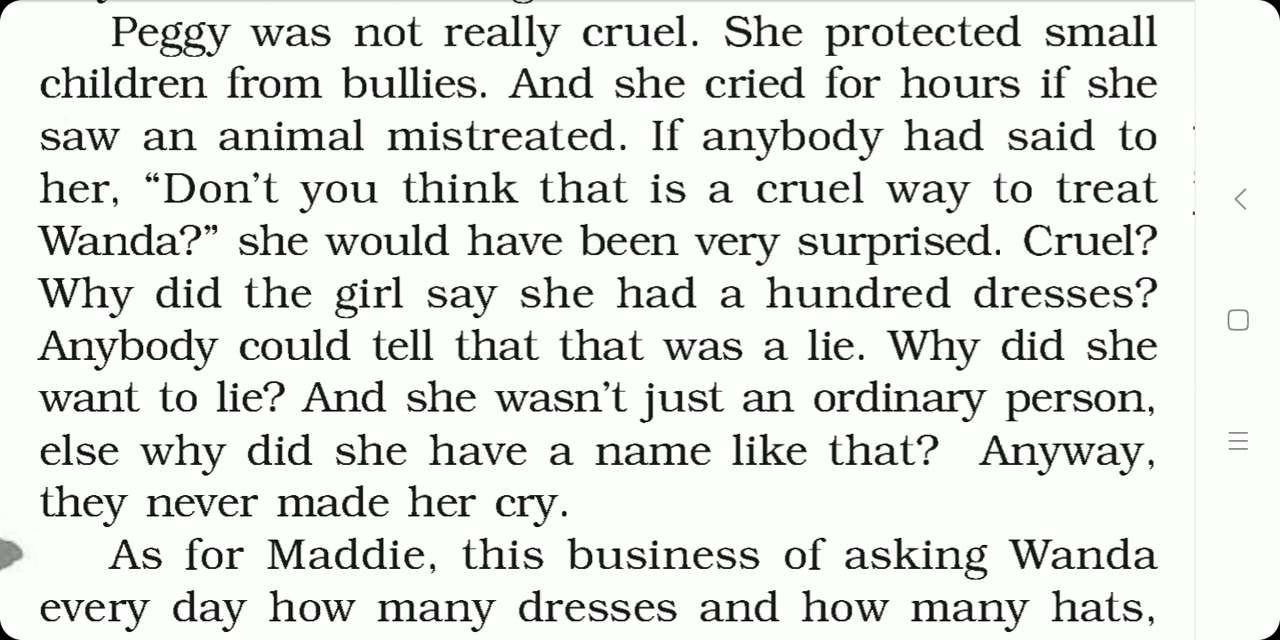 Peggy was not really cruel. She protected small
children from bullies. And she cried for hours if she
saw an animal mistreated. If anybody had said to
her, “Don’t you think that is a cruel way to treat
Wanda?” she would have been very surprised. Cruel?
Why did the girl say she had a hundred dresses?
Anybody could tell that that was a lie. Why did she
want to lie? And she wasn’t just an ordinary person,
else why did she have a name like that? Anyway,
they never made her cry.
As for Maddie, this business of asking Wanda
every day how many dresses and how many hats,